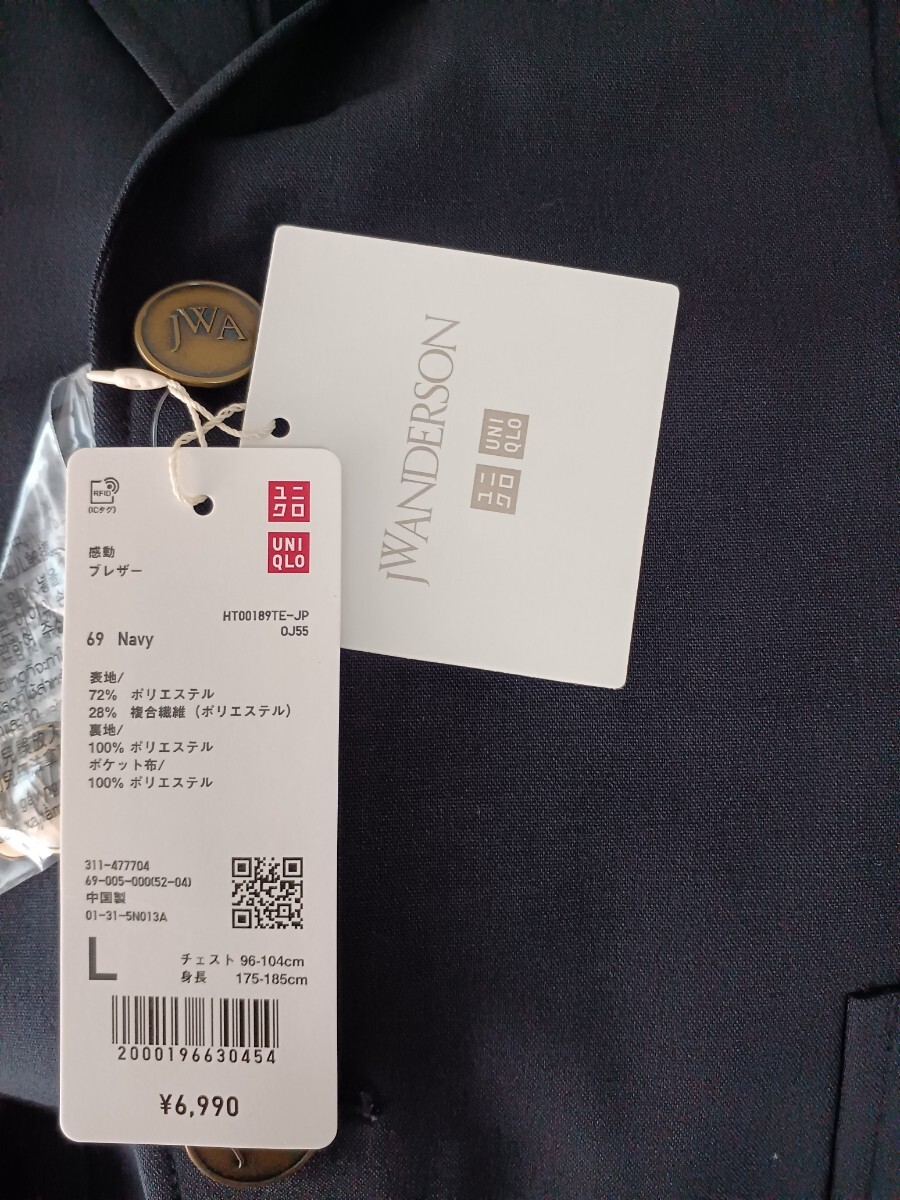 JWA
JWANDERSON
ユニ
クロ
UNI
QLO
RFID
(ICタグ)
ユニ
クロ
UNI
QLO
感動
ブレザー
HT00189TE-JP
0J55
69 Navy
表地/
72% ポリエステル
28% 複合繊維（ポリエステル）
裏地/
100% ポリエステル
ポケット布/
100% ポリエステル
311-477704
69-005-000(52-04)
中国製
01-31-5N013A
L
チェスト 96-104cm
身長 175-185cm
2000196630454
¥6,990